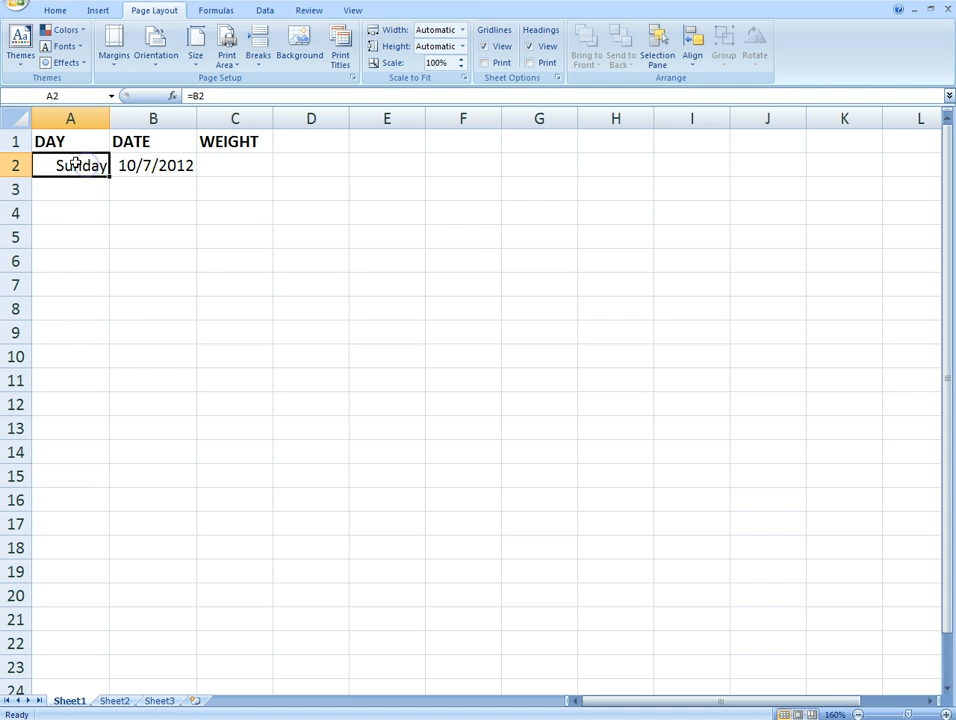 Home Insert Page Layout Formulas Data Review View
Aa Themes Colors Fonts Effects Margins Orientation Size Print Area Breaks Background Print Titles Width: Automatic Height: Automatic Scale: 100% Gridlines View Print Headings View Print Bring to Front Send to Back Selection Pane Align Group Rotate
Themes Page Setup Scale to Fit Sheet Options Arrange
A2 fx =B2
A B C D E F G H I J K L
1 DAY DATE WEIGHT
2 Sunday 10/7/2012
3
4
5
6
7
8
9
10
11
12
13
14
15
16
17
18
19
20
21
22
23
24
Sheet1 Sheet2 Sheet3
Ready 160%